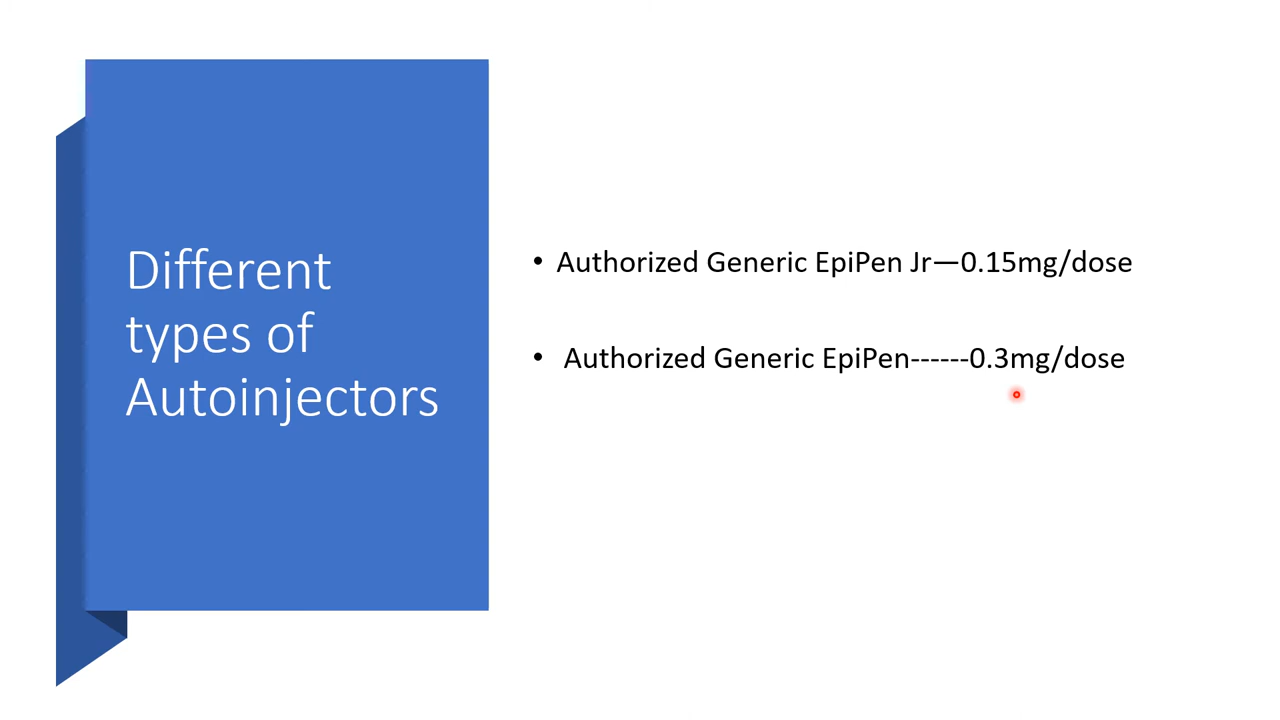 Different
types of
Autoinjectors
• Authorized Generic EpiPen Jr—0.15mg/dose
• Authorized Generic EpiPen------0.3mg/dose